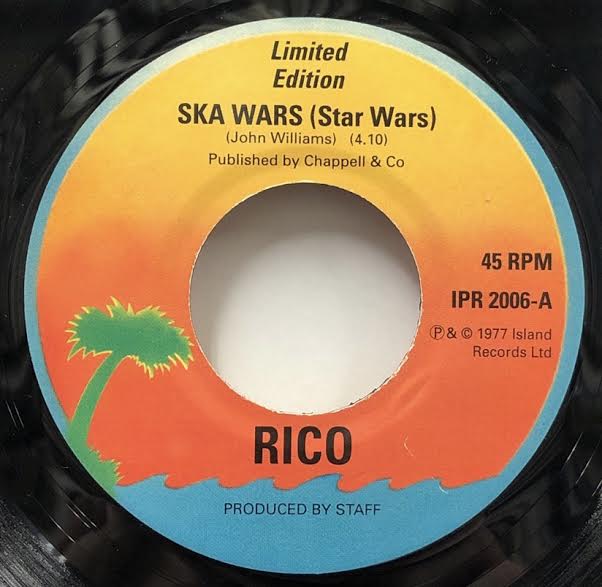 Limited
Edition
SKA WARS (Star Wars)
(John Williams) (4.10)
Published by Chappell & Co
45 RPM
IPR 2006-A
℗ & © 1977 Island
Records Ltd
RICO
PRODUCED BY STAFF